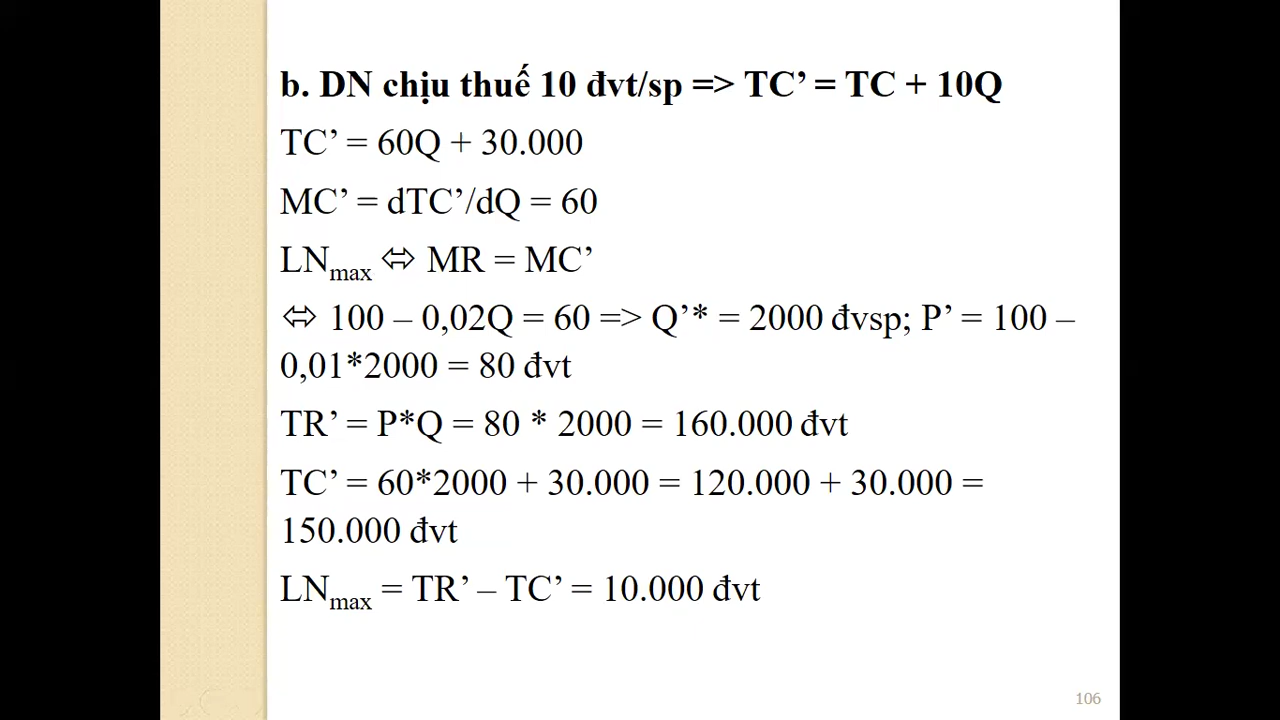 b. DN chịu thuế 10 đvt/sp => TC’ = TC + 10Q
TC’ = 60Q + 30.000
MC’ = dTC’/dQ = 60
LNmax ⬄ MR = MC’
⬄ 100 – 0,02Q = 60 => Q’* = 2000 đvsp; P’ = 100 –
0,01*2000 = 80 đvt
TR’ = P*Q = 80 * 2000 = 160.000 đvt
TC’ = 60*2000 + 30.000 = 120.000 + 30.000 =
150.000 đvt
LNmax = TR’ – TC’ = 10.000 đvt
106